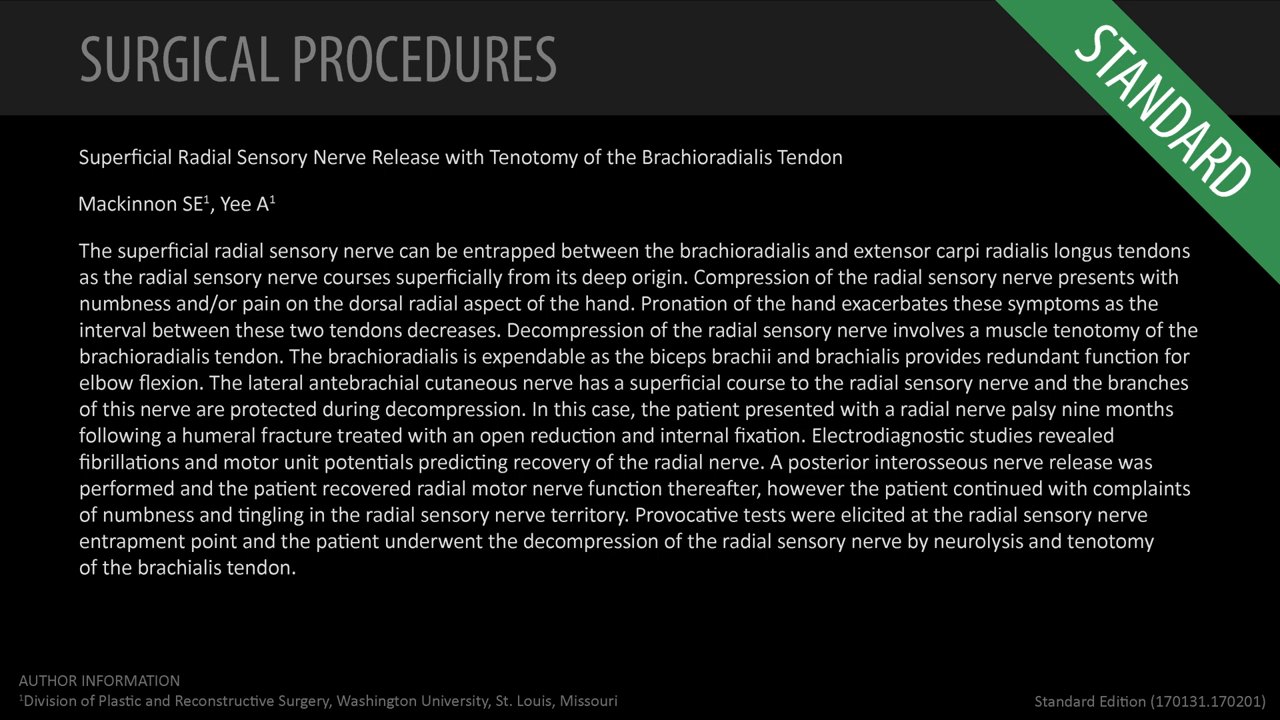 SURGICAL PROCEDURES
STANDARD
Superficial Radial Sensory Nerve Release with Tenotomy of the Brachioradialis Tendon
Mackinnon SE¹, Yee A¹
The superficial radial sensory nerve can be entrapped between the brachioradialis and extensor carpi radialis longus tendons
as the radial sensory nerve courses superficially from its deep origin. Compression of the radial sensory nerve presents with
numbness and/or pain on the dorsal radial aspect of the hand. Pronation of the hand exacerbates these symptoms as the
interval between these two tendons decreases. Decompression of the radial sensory nerve involves a muscle tenotomy of the
brachioradialis tendon. The brachioradialis is expendable as the biceps brachii and brachialis provides redundant function for
elbow flexion. The lateral antebrachial cutaneous nerve has a superficial course to the radial sensory nerve and the branches
of this nerve are protected during decompression. In this case, the patient presented with a radial nerve palsy nine months
following a humeral fracture treated with an open reduction and internal fixation. Electrodiagnostic studies revealed
fibrillations and motor unit potentials predicting recovery of the radial nerve. A posterior interosseous nerve release was
performed and the patient recovered radial motor nerve function thereafter, however the patient continued with complaints
of numbness and tingling in the radial sensory nerve territory. Provocative tests were elicited at the radial sensory nerve
entrapment point and the patient underwent the decompression of the radial sensory nerve by neurolysis and tenotomy
of the brachialis tendon.
AUTHOR INFORMATION
¹Division of Plastic and Reconstructive Surgery, Washington University, St. Louis, Missouri
Standard Edition (170131.170201)